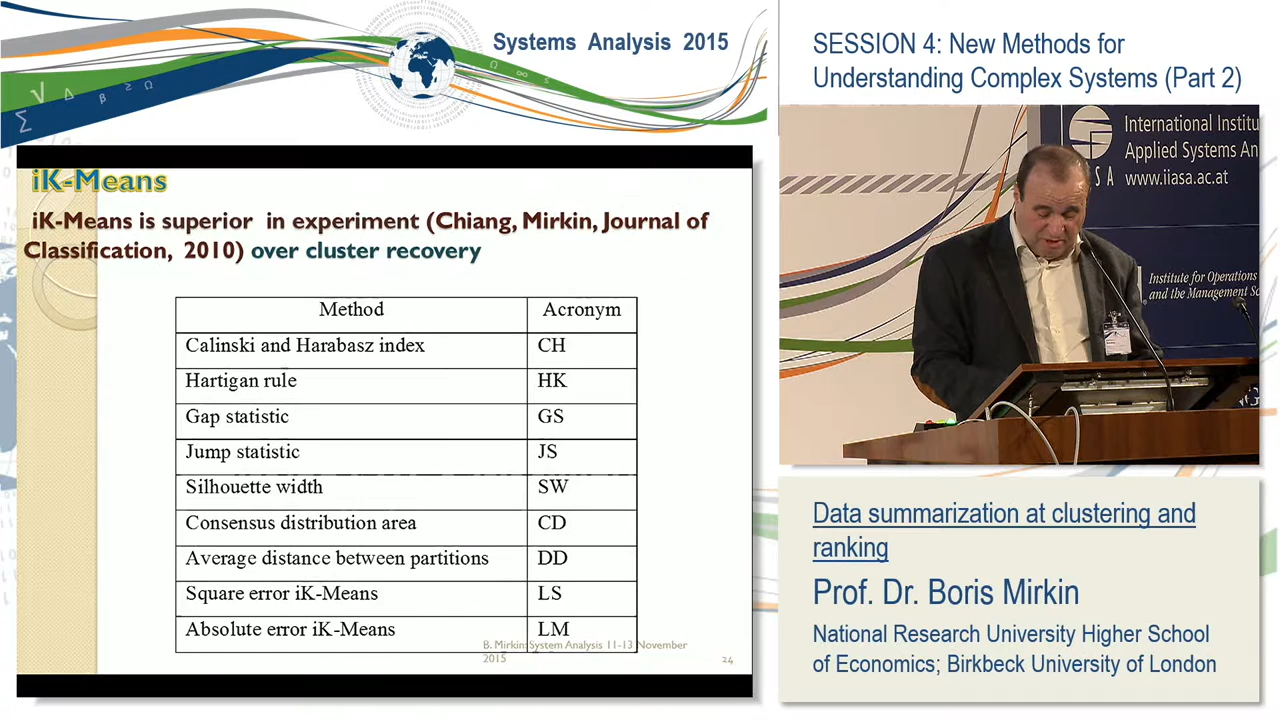 Systems Analysis 2015
SESSION 4: New Methods for
Understanding Complex Systems (Part 2)
iK-Means
iK-Means is superior in experiment (Chiang, Mirkin, Journal of
Classification, 2010) over cluster recovery
Method Acronym
Calinski and Harabasz index CH
Hartigan rule HK
Gap statistic GS
Jump statistic JS
Silhouette width SW
Consensus distribution area CD
Average distance between partitions DD
Square error iK-Means LS
Absolute error iK-Means LM
B. Mirkin: System Analysis 11-13 November
2015 24
International
Applied Systems
www.iiasa.ac.at
Institute for Operations
and the Management
Data summarization at clustering and
ranking
Prof. Dr. Boris Mirkin
National Research University Higher School
of Economics; Birkbeck University of London